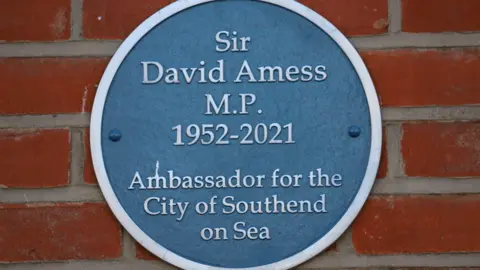 Sir
David Amess
M.P.
1952-2021
Ambassador for the
City of Southend
on Sea